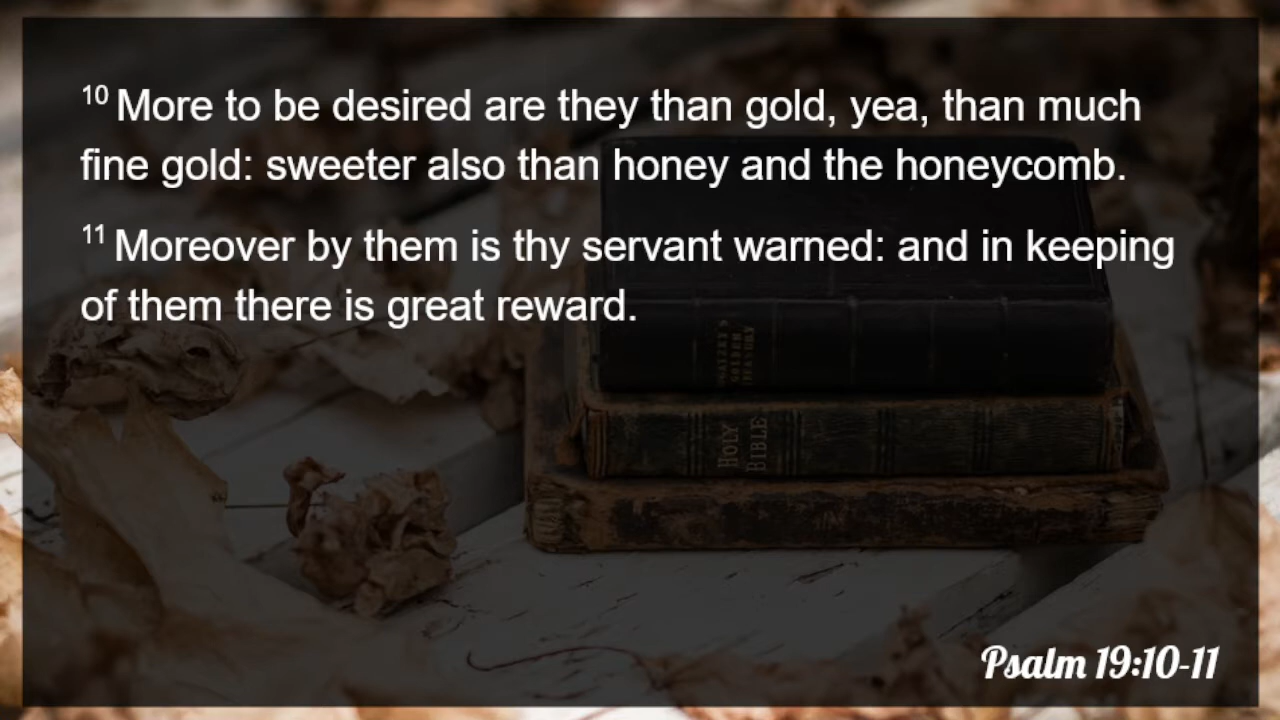 10 More to be desired are they than gold, yea, than much
fine gold: sweeter also than honey and the honeycomb.
11 Moreover by them is thy servant warned: and in keeping
of them there is great reward.
HOLY
BIBLE
Psalm 19:10-11